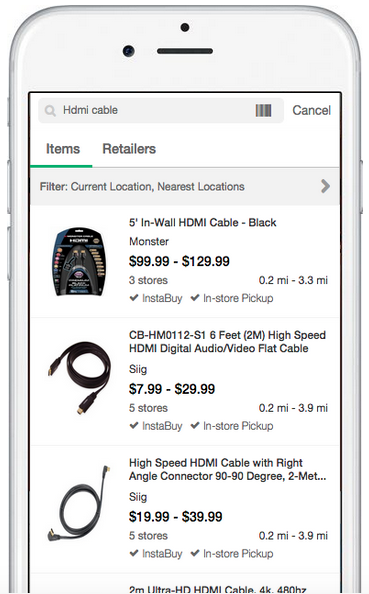 Hdmi cable
Cancel
Items
Retailers
Filter: Current Location, Nearest Locations
HDMI
5' In-Wall HDMI Cable - Black
Monster
$99.99 - $129.99
3 stores
0.2 mi - 3.3 mi
InstaBuy
In-store Pickup
CB-HM0112-S1 6 Feet (2M) High Speed
HDMI Digital Audio/Video Flat Cable
Siig
$7.99 - $29.99
5 stores
0.2 mi - 3.9 mi
InstaBuy
In-store Pickup
High Speed HDMI Cable with Right
Angle Connector 90-90 Degree, 2-Met...
Siig
$19.99 - $39.99
5 stores
0.2 mi - 3.9 mi
InstaBuy
In-store Pickup
2m Ultra-HD HDMI Cable, 4k, 480hz